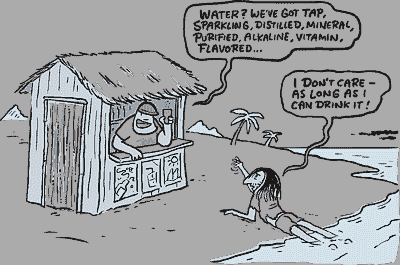 WATER? WE'VE GOT TAP,
SPARKLING, DISTILLED, MINERAL,
PURIFIED, ALKALINE, VITAMIN,
FLAVORED...
I DON'T CARE –
AS LONG AS I
CAN DRINK IT!